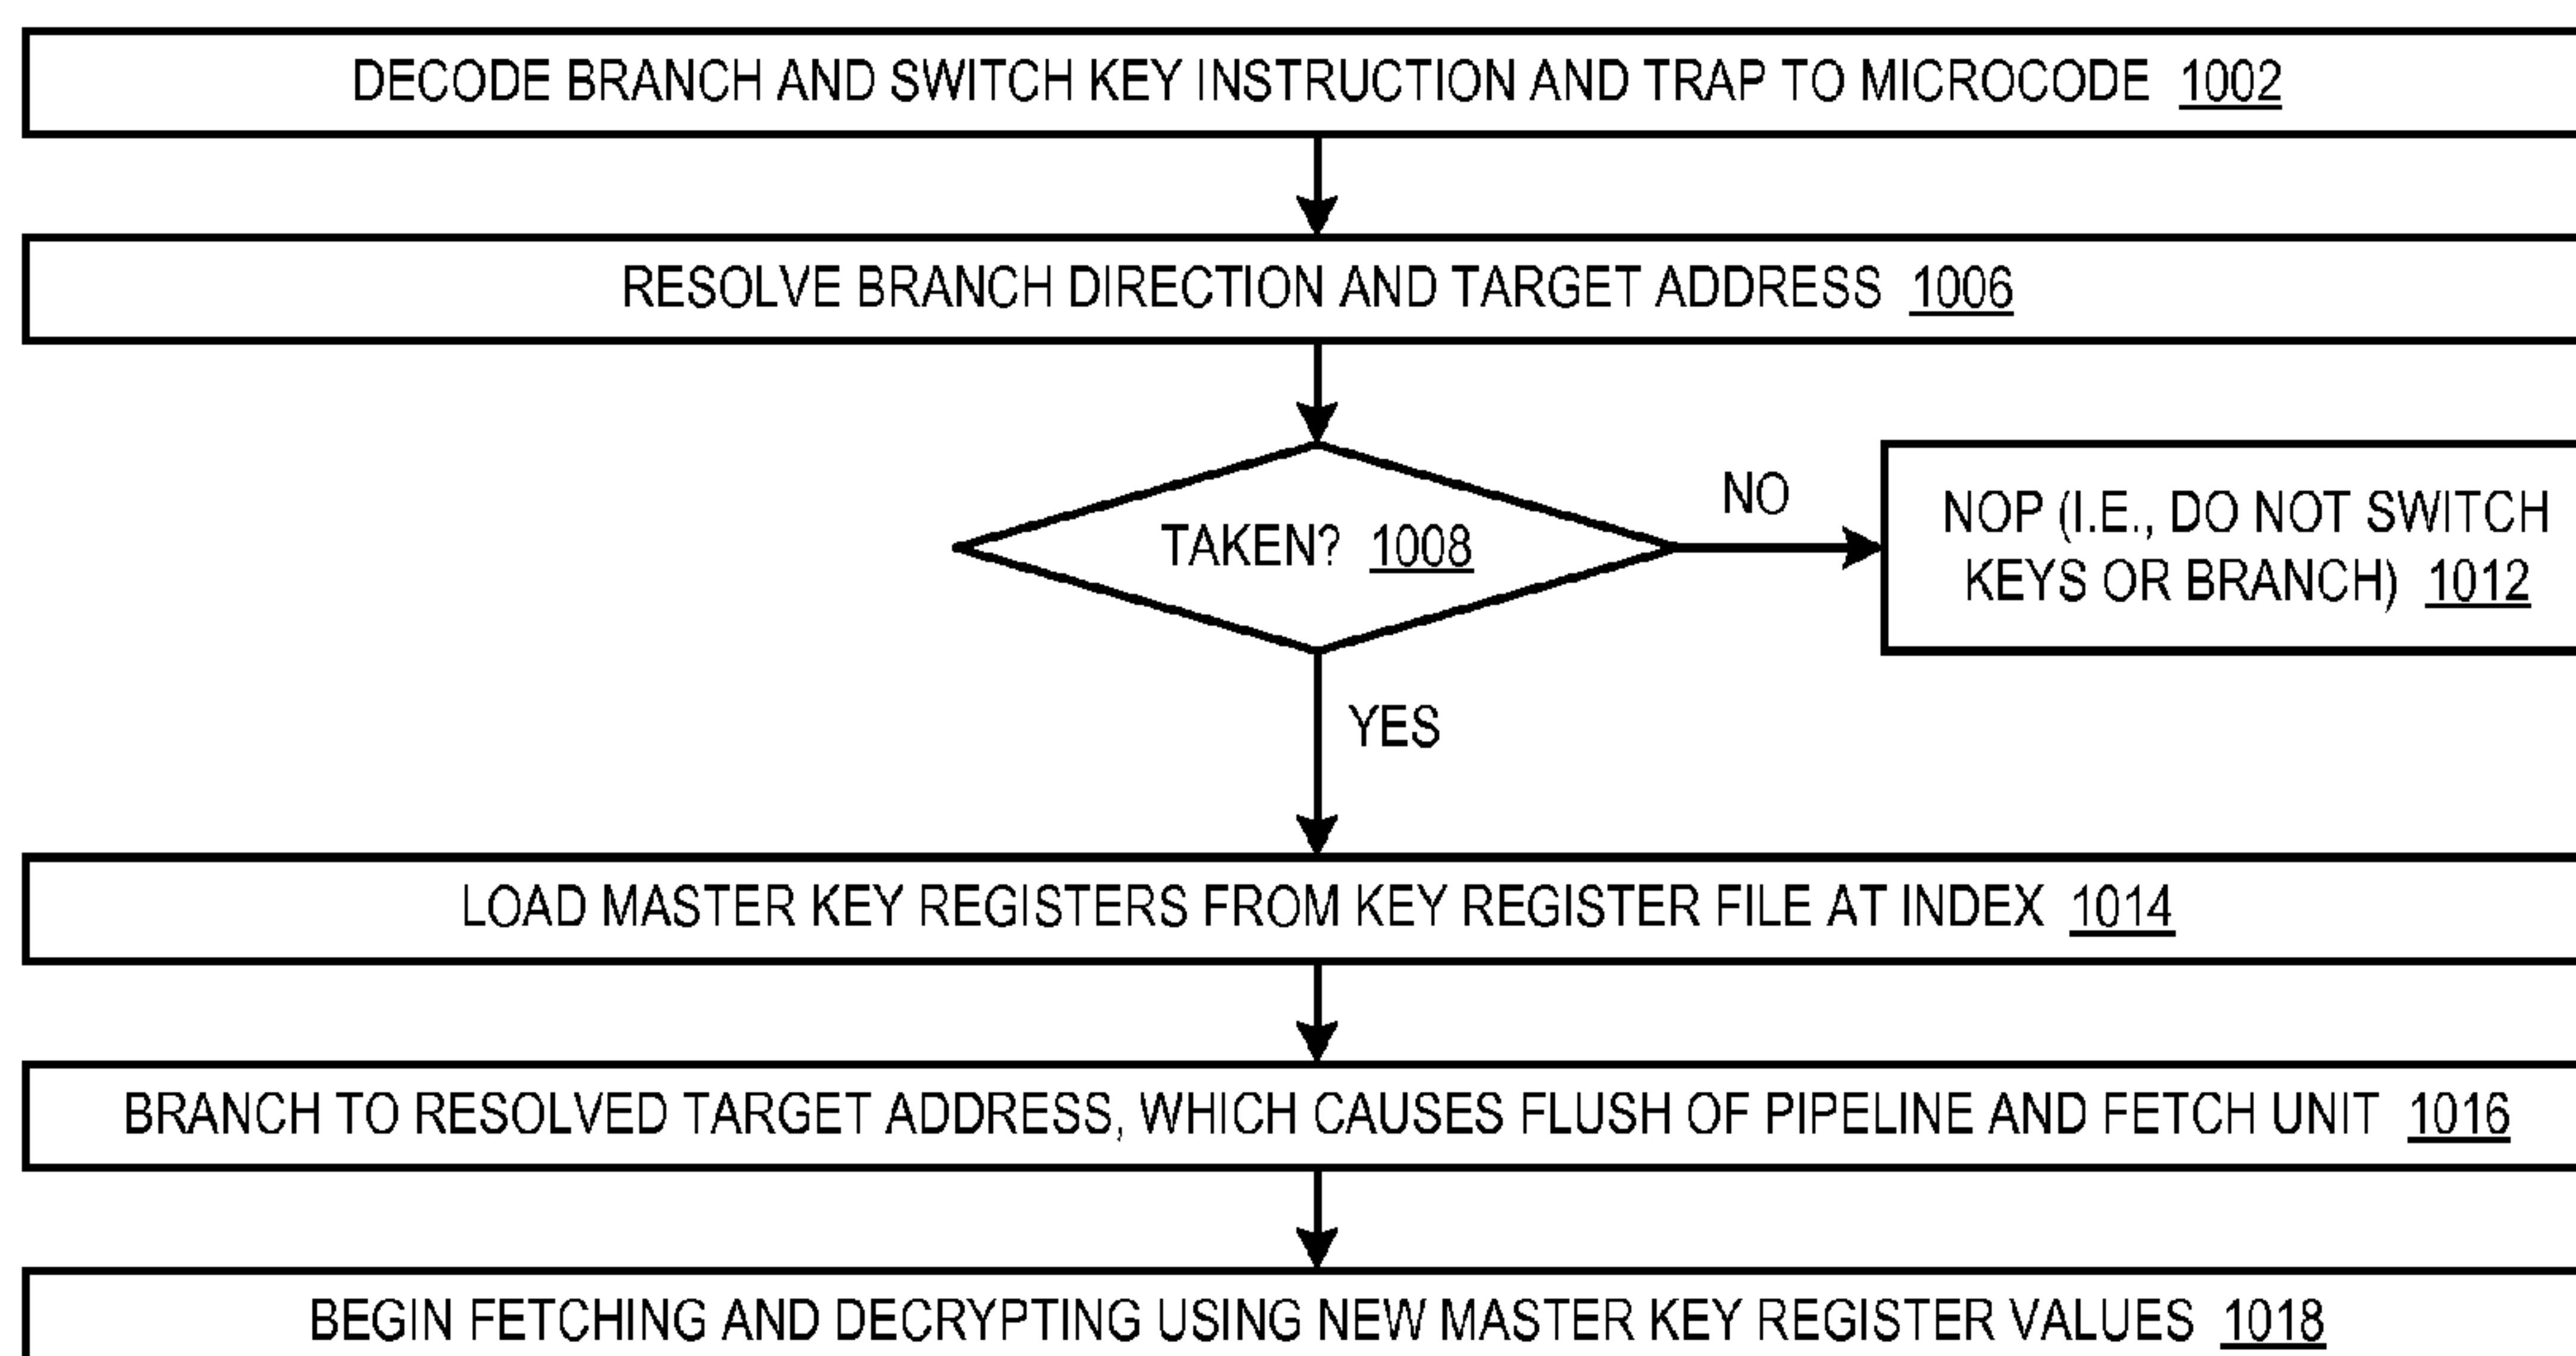 DECODE BRANCH AND SWITCH KEY INSTRUCTION AND TRAP TO MICROCODE 1002
RESOLVE BRANCH DIRECTION AND TARGET ADDRESS 1006
TAKEN? 1008
NO
NOP (I.E., DO NOT SWITCH
KEYS OR BRANCH) 1012
YES
LOAD MASTER KEY REGISTERS FROM KEY REGISTER FILE AT INDEX 1014
BRANCH TO RESOLVED TARGET ADDRESS, WHICH CAUSES FLUSH OF PIPELINE AND FETCH UNIT 1016
BEGIN FETCHING AND DECRYPTING USING NEW MASTER KEY REGISTER VALUES 1018